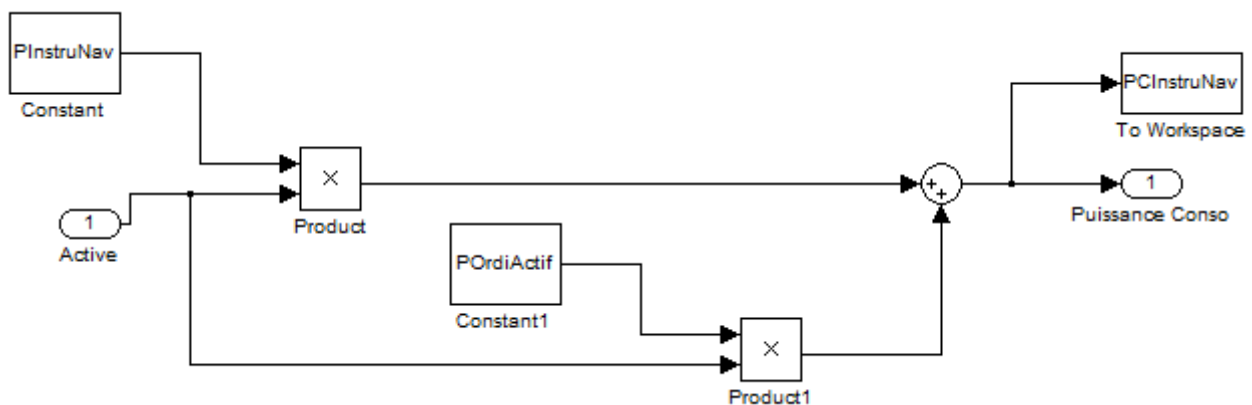 PInstruNav
Constant
PCInstruNav
To Workspace
×
Product
1
Active
1
Puissance Conso
++
POrdiActif
Constant1
×
Product1